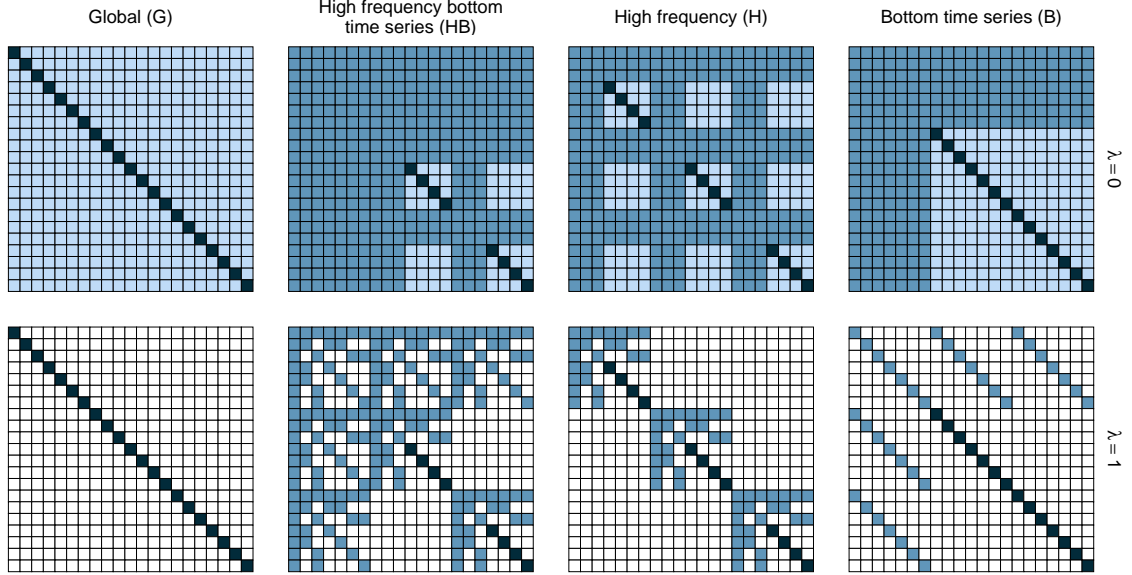 Global (G)
High frequency bottom
time series (HB)
High frequency (H)
Bottom time series (B)
λ = 0
λ = 1